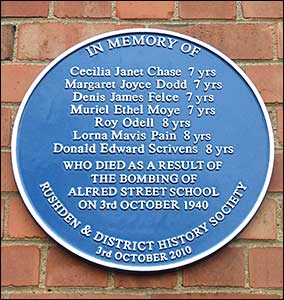 IN MEMORY OF
Cecilia Janet Chase 7 yrs
Margaret Joyce Dodd 7 yrs
Denis James Felce 7 yrs
Muriel Ethel Moye 7 yrs
Roy Odell 8 yrs
Lorna Mavis Pain 8 yrs
Donald Edward Scrivens 8 yrs
WHO DIED AS A RESULT OF
THE BOMBING OF
ALFRED STREET SCHOOL
ON 3rd OCTOBER 1940
RUSHDEN & DISTRICT HISTORY SOCIETY
3rd OCTOBER 2010